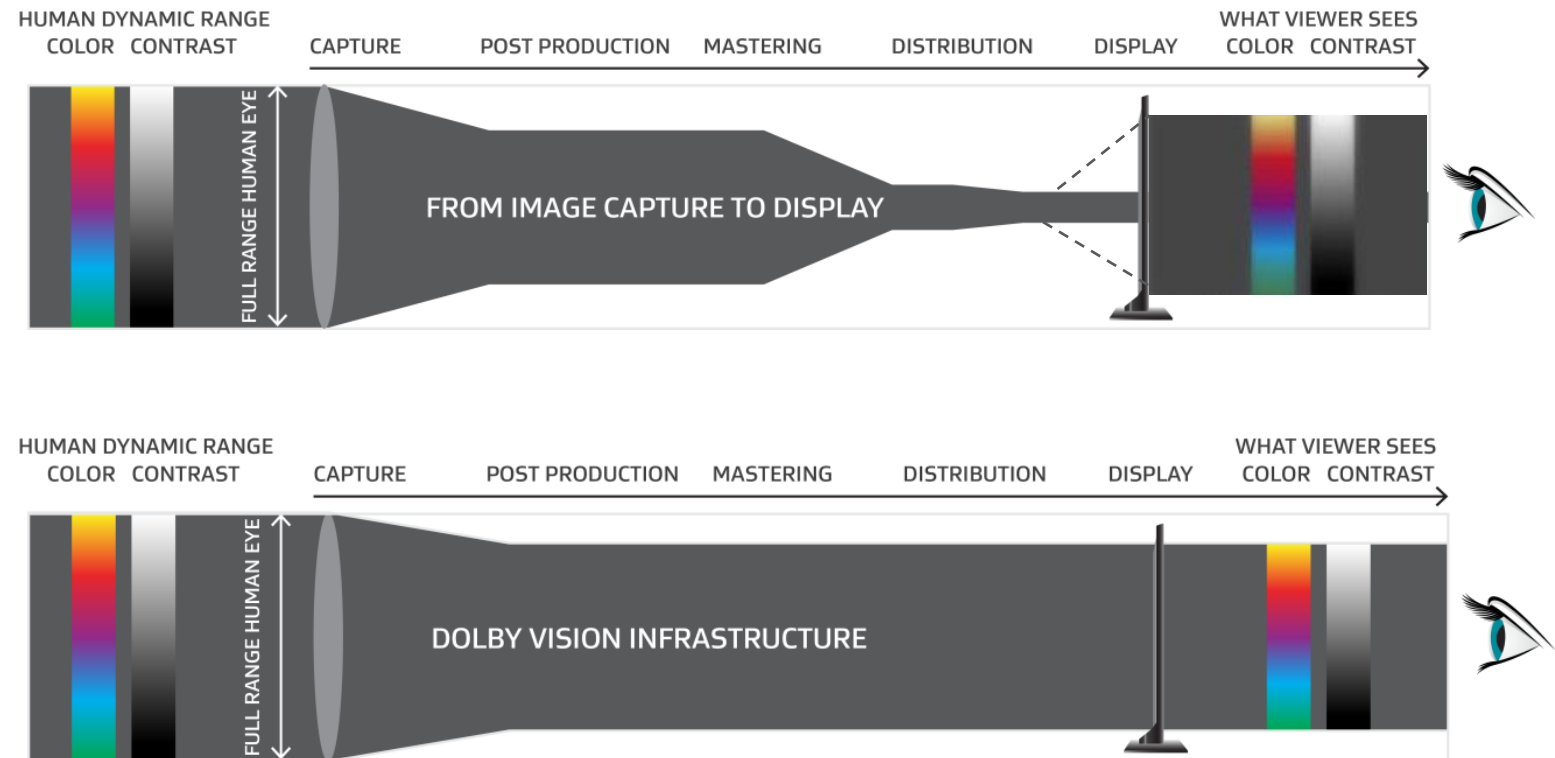 HUMAN DYNAMIC RANGE
COLOR CONTRAST
CAPTURE
POST PRODUCTION
MASTERING
DISTRIBUTION
DISPLAY
WHAT VIEWER SEES
COLOR CONTRAST
FULL RANGE HUMAN EYE
FROM IMAGE CAPTURE TO DISPLAY
HUMAN DYNAMIC RANGE
COLOR CONTRAST
CAPTURE
POST PRODUCTION
MASTERING
DISTRIBUTION
DISPLAY
WHAT VIEWER SEES
COLOR CONTRAST
FULL RANGE HUMAN EYE
DOLBY VISION INFRASTRUCTURE